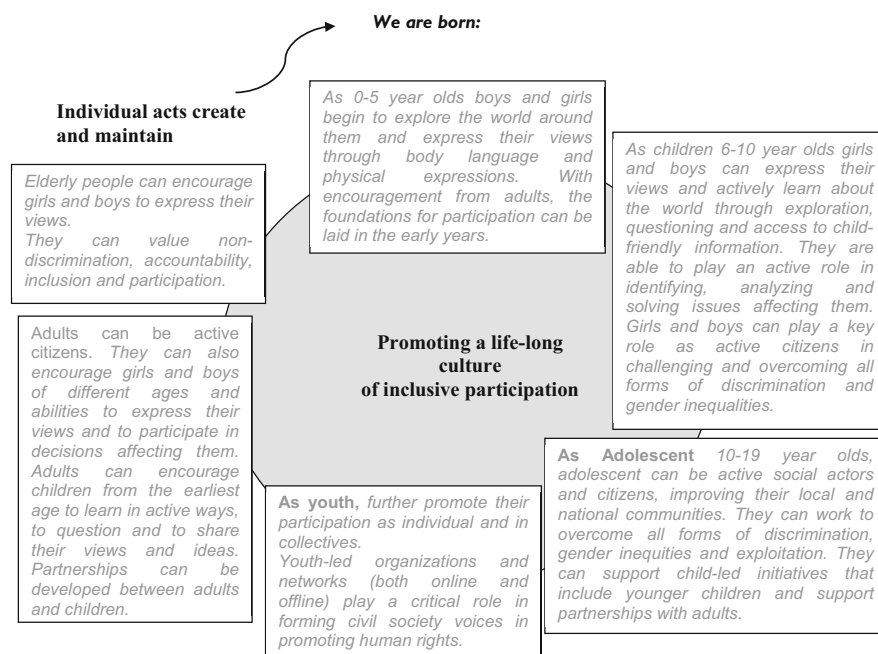 We are born:
Individual acts create
and maintain
As 0-5 year olds boys and girls
begin to explore the world around
them and express their views
through body language and
physical expressions. With
encouragement from adults, the
foundations for participation can be
laid in the early years.
As children 6-10 year olds girls
and boys can express their
views and actively learn about
the world through exploration,
questioning and access to child-
friendly information. They are
able to play an active role in
identifying, analyzing and
solving issues affecting them.
Girls and boys can play a key
role as active citizens in
challenging and overcoming all
forms of discrimination and
gender inequalities.
Elderly people can encourage
girls and boys to express their
views.
They can value non-
discrimination, accountability,
inclusion and participation.
Promoting a life-long
culture
of inclusive participation
Adults can be active
citizens. They can also
encourage girls and boys
of different ages and
abilities to express their
views and to participate in
decisions affecting them.
Adults can encourage
children from the earliest
age to learn in active ways,
to question and to share
their views and ideas.
Partnerships can be
developed between adults
and children.
As youth, further promote their
participation as individual and in
collectives.
Youth-led organizations and
networks (both online and
offline) play a critical role in
forming civil society voices in
promoting human rights.
As Adolescent 10-19 year olds,
adolescent can be active social actors
and citizens, improving their local and
national communities. They can work to
overcome all forms of discrimination,
gender inequities and exploitation. They
can support child-led initiatives that
include younger children and support
partnerships with adults.